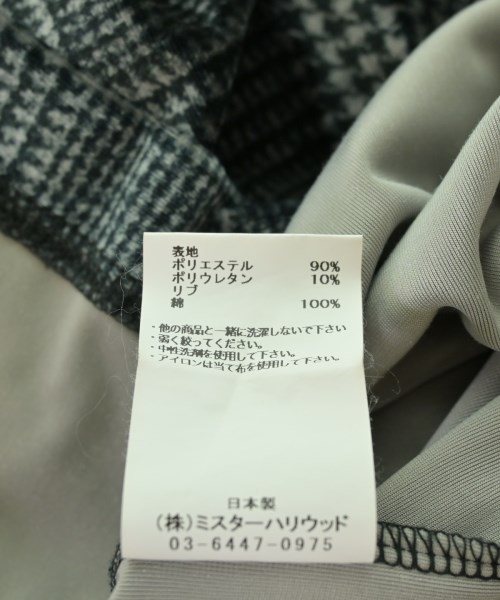 表地
ポリエステル 90%
ポリウレタン 10%
リブ
綿 100%
・他の商品と一緒に洗濯しないで下さい
・弱く絞ってください。
・中性洗剤を使用して下さい。
・アイロンは当て布を使用して下さい。
日本製
(株)ミスターハリウッド
03-6447-0975